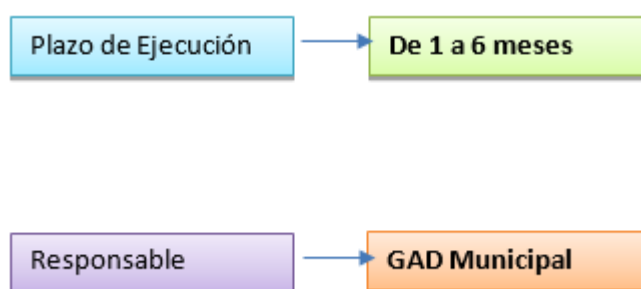 Plazo de Ejecución
De 1 a 6 meses
Responsable
GAD Municipal